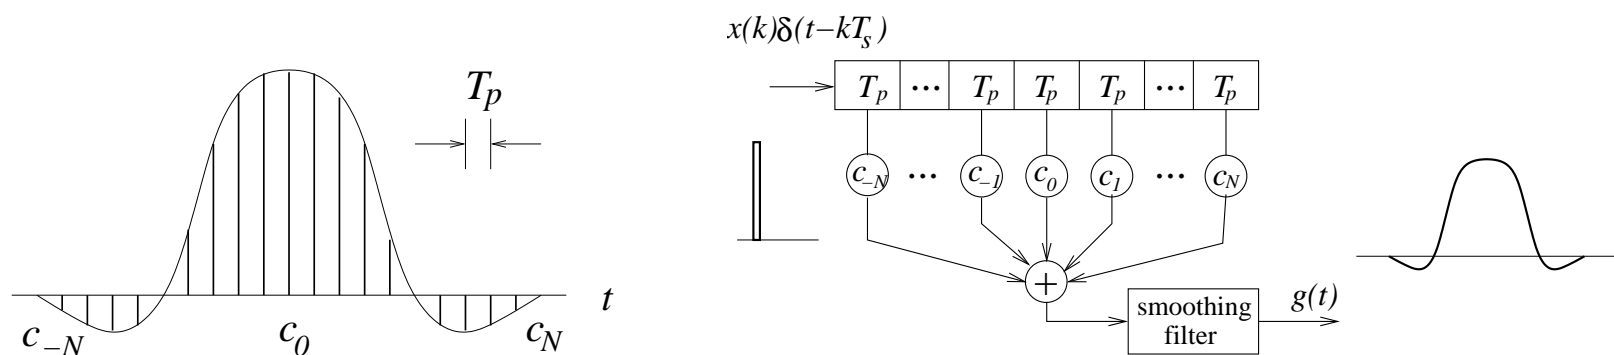 T_p
t
c_{-N}
c_0
c_N
x(k)δ(t−kT_s)
T_p ... T_p T_p T_p ... T_p
c_{−N} ... c_{−1} c_0 c_1 ... c_N
+
smoothing
filter
g(t)